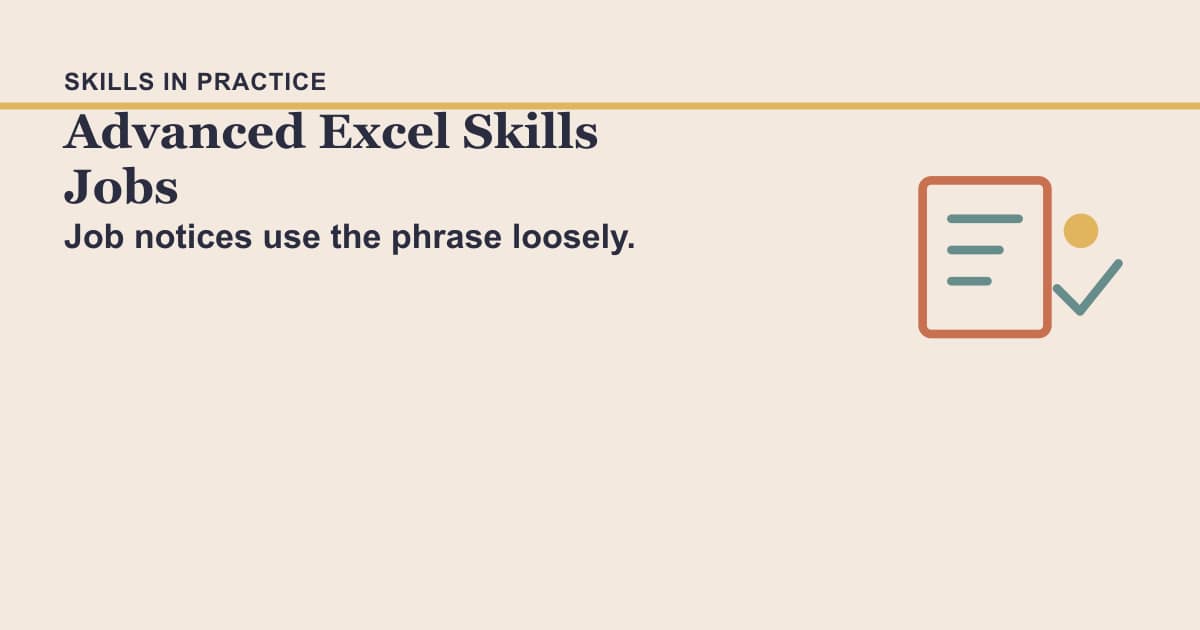 SKILLS IN PRACTICE
Advanced Excel Skills
Jobs
Job notices use the phrase loosely.